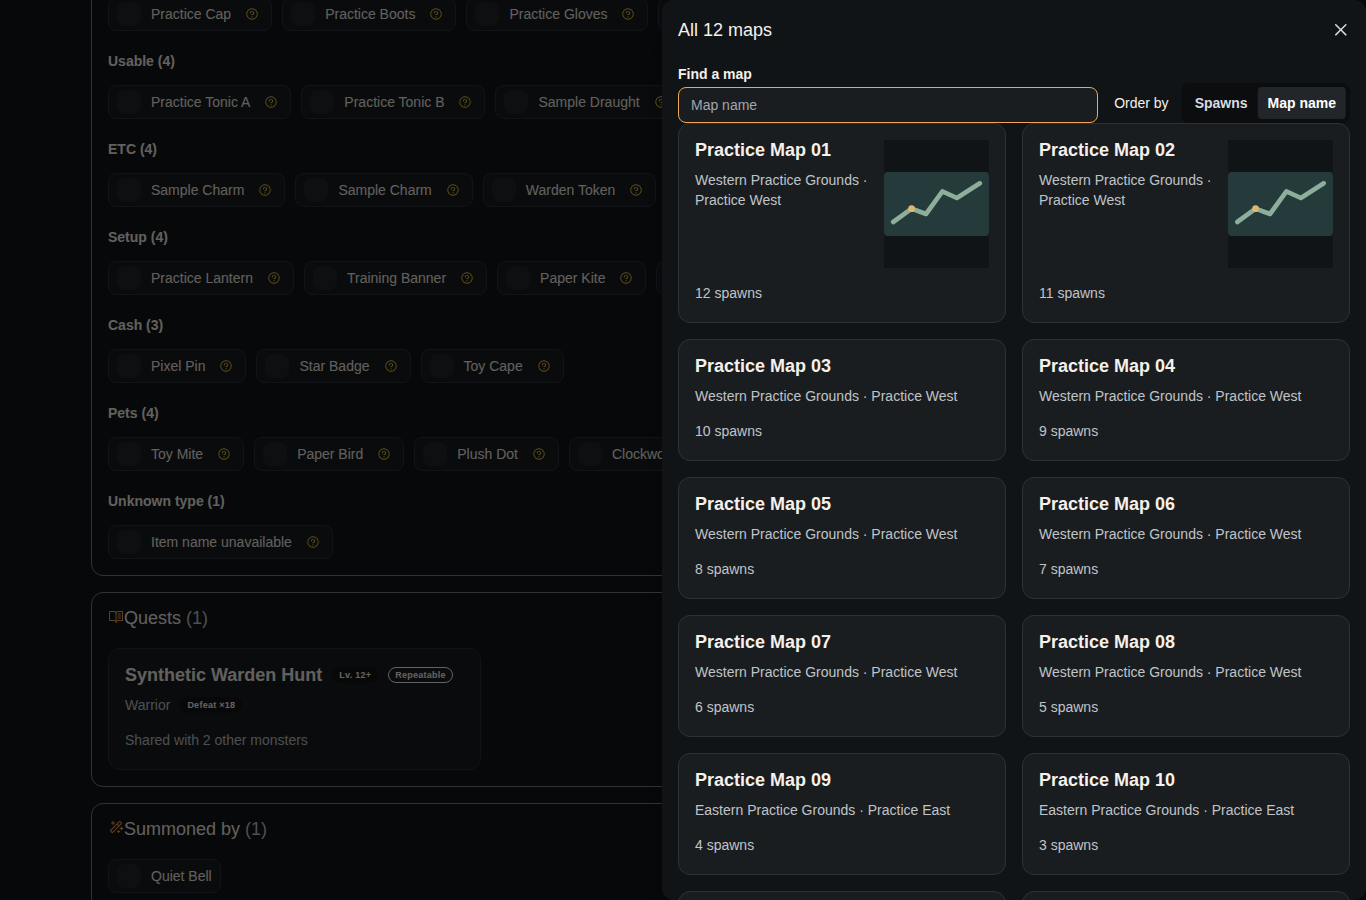 Practice Cap
Practice Boots
Practice Gloves
Usable (4)
Practice Tonic A
Practice Tonic B
Sample Draught
ETC (4)
Sample Charm
Sample Charm
Warden Token
Setup (4)
Practice Lantern
Training Banner
Paper Kite
Cash (3)
Pixel Pin
Star Badge
Toy Cape
Pets (4)
Toy Mite
Paper Bird
Plush Dot
Clockwo
Unknown type (1)
Item name unavailable
Quests (1)
Synthetic Warden Hunt Lv. 12+ Repeatable
Warrior Defeat ×18
Shared with 2 other monsters
Summoned by (1)
Quiet Bell
All 12 maps
Find a map
Map name
Order by Spawns Map name
Practice Map 01
Western Practice Grounds ·
Practice West
12 spawns
Practice Map 02
Western Practice Grounds ·
Practice West
11 spawns
Practice Map 03
Western Practice Grounds · Practice West
10 spawns
Practice Map 04
Western Practice Grounds · Practice West
9 spawns
Practice Map 05
Western Practice Grounds · Practice West
8 spawns
Practice Map 06
Western Practice Grounds · Practice West
7 spawns
Practice Map 07
Western Practice Grounds · Practice West
6 spawns
Practice Map 08
Western Practice Grounds · Practice West
5 spawns
Practice Map 09
Eastern Practice Grounds · Practice East
4 spawns
Practice Map 10
Eastern Practice Grounds · Practice East
3 spawns